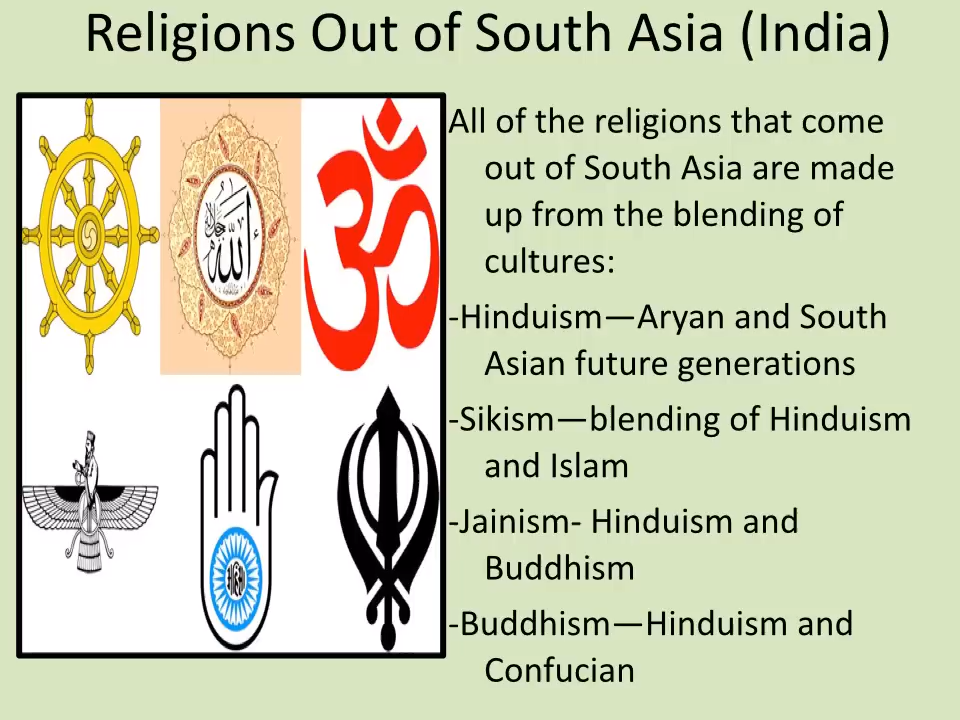 Religions Out of South Asia (India)
All of the religions that come
out of South Asia are made
up from the blending of
cultures:
-Hinduism—Aryan and South
Asian future generations
-Sikism—blending of Hinduism
and Islam
-Jainism- Hinduism and
Buddhism
-Buddhism—Hinduism and
Confucian
الله
جل جلاله
ॐ